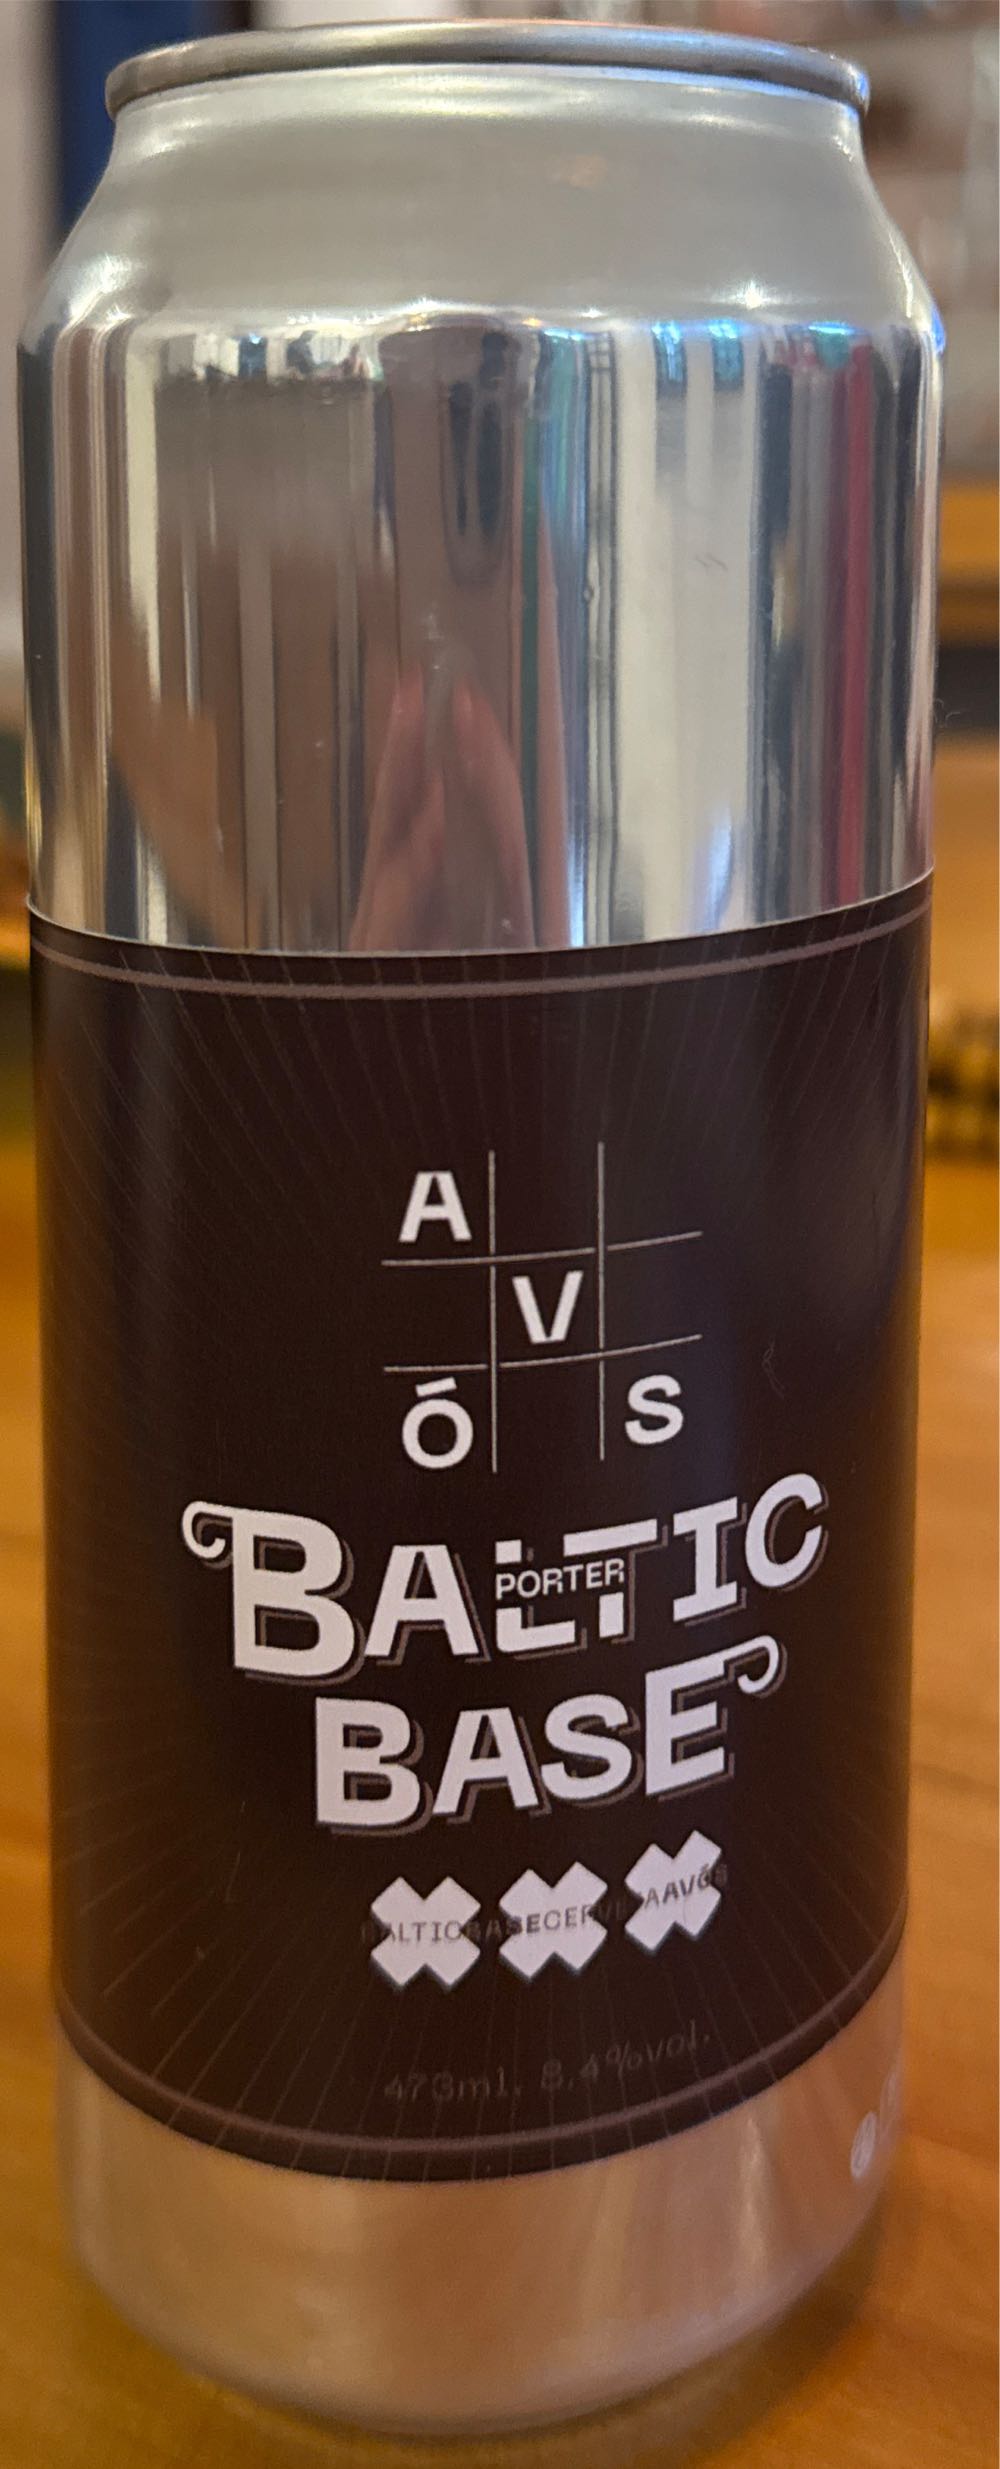 A
V
Ó S
BALTIC
PORTER
BASE
BALTICBASECERVEJAAVÓS
473ml. 8.4%vol.